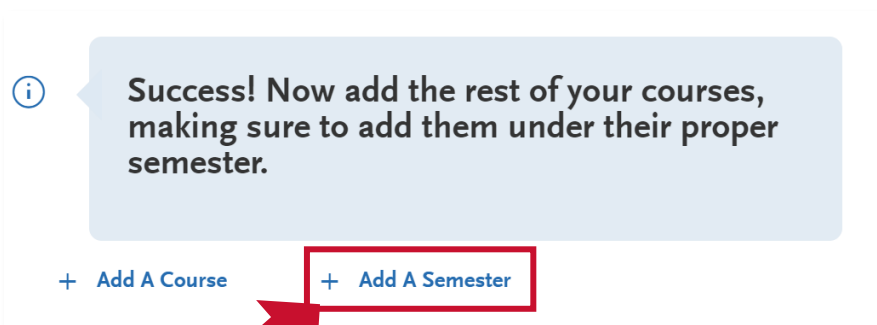 Success! Now add the rest of your courses,
making sure to add them under their proper
semester.
+ Add A Course + Add A Semester